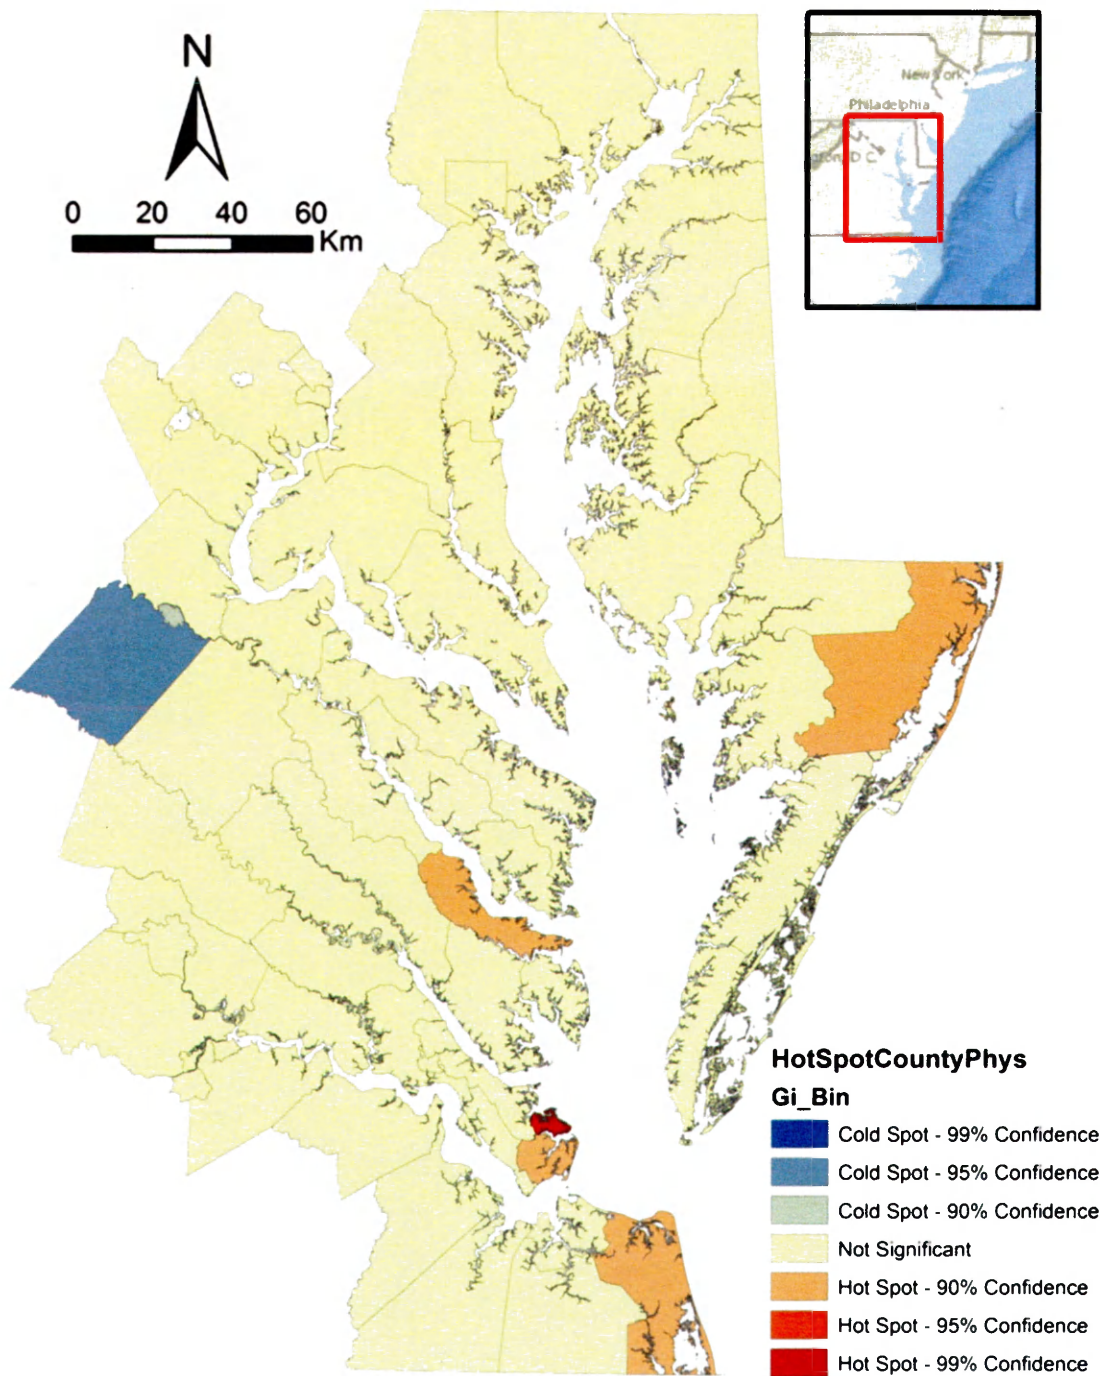 N
0 20 40 60
Km
New York
Philadelphia
D.C.
HotSpotCountyPhys
Gi_Bin
Cold Spot - 99% Confidence
Cold Spot - 95% Confidence
Cold Spot - 90% Confidence
Not Significant
Hot Spot - 90% Confidence
Hot Spot - 95% Confidence
Hot Spot - 99% Confidence